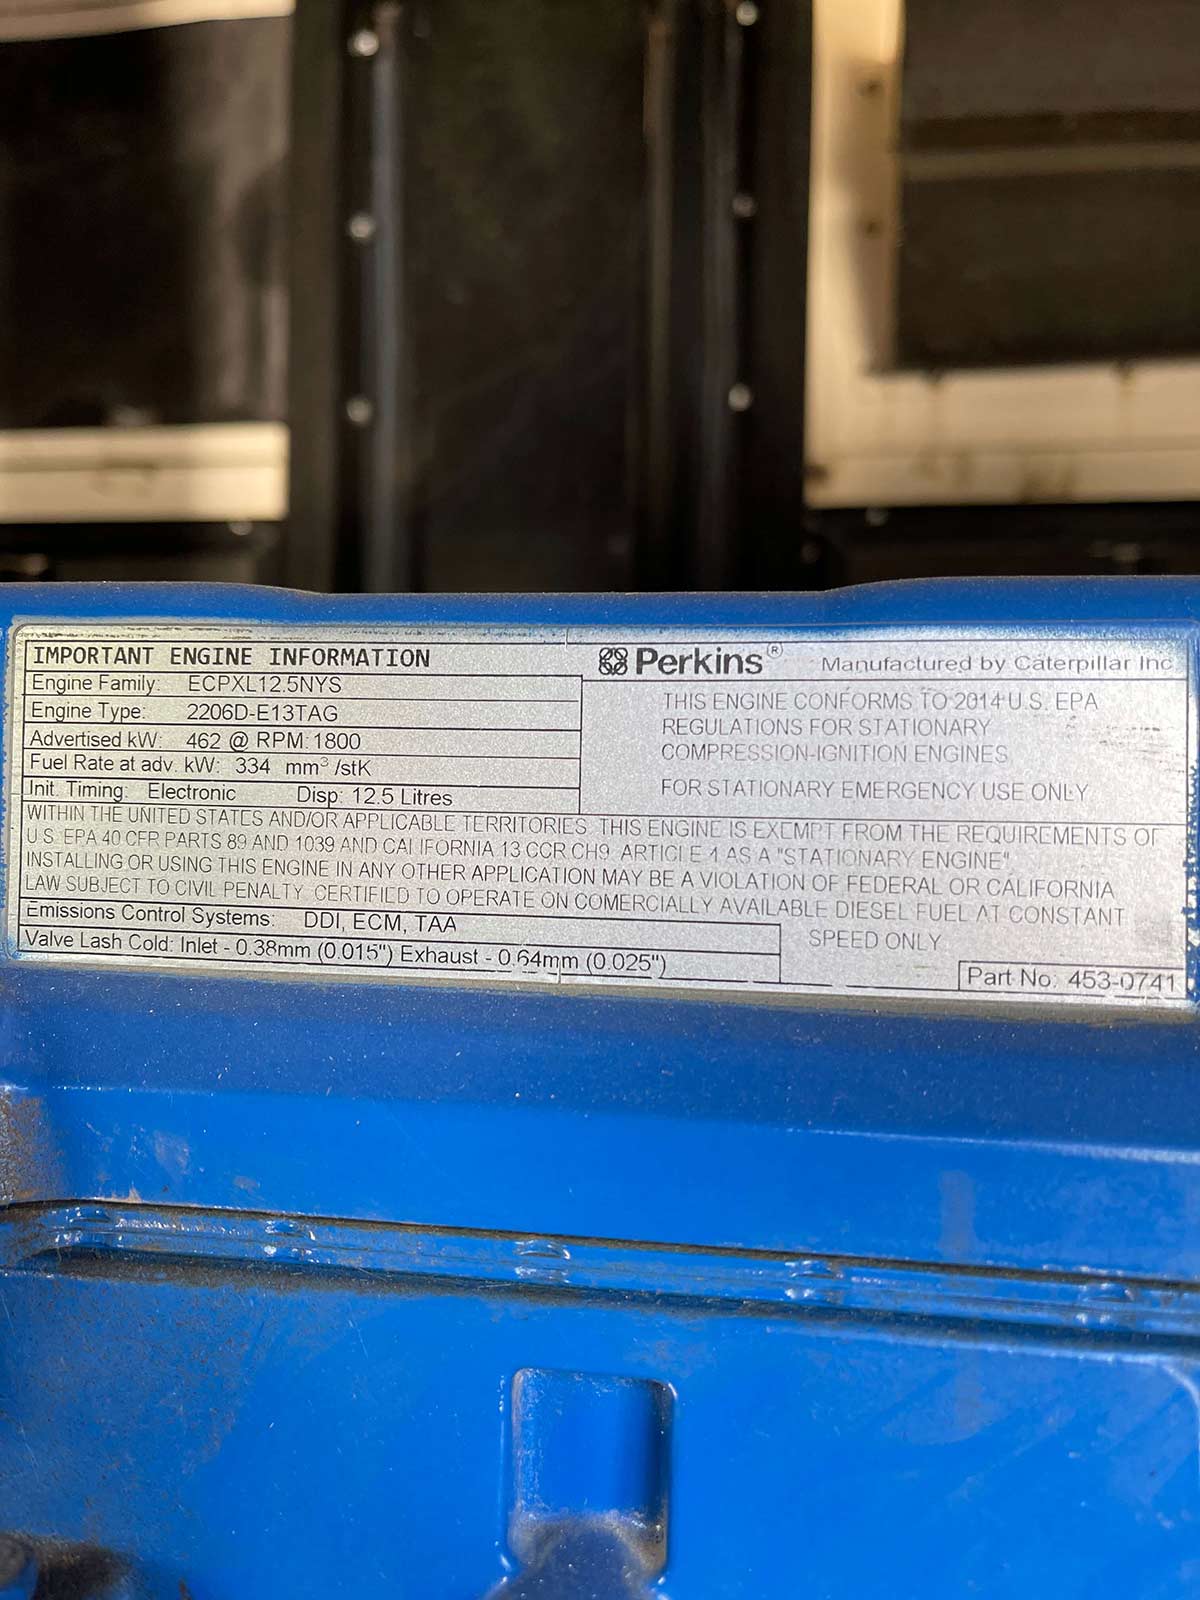 IMPORTANT ENGINE INFORMATION
Engine Family: ECPXL12.5NYS
Engine Type: 2206D-E13TAG
Advertised kW: 462 @ RPM: 1800
Fuel Rate at adv. kW: 334 mm³ /stK
Init. Timing: Electronic Disp: 12.5 Litres
Perkins® Manufactured by Caterpillar Inc
THIS ENGINE CONFORMS TO 2014 U.S. EPA
REGULATIONS FOR STATIONARY
COMPRESSION-IGNITION ENGINES
FOR STATIONARY EMERGENCY USE ONLY
WITHIN THE UNITED STATES AND/OR APPLICABLE TERRITORIES THIS ENGINE IS EXEMPT FROM THE REQUIREMENTS OF
U.S. EPA 40 CFR PARTS 89 AND 1039 AND CALIFORNIA 13 CCR CH9. ARTICLE 4 AS A "STATIONARY ENGINE".
INSTALLING OR USING THIS ENGINE IN ANY OTHER APPLICATION MAY BE A VIOLATION OF FEDERAL OR CALIFORNIA
LAW SUBJECT TO CIVIL PENALTY. CERTIFIED TO OPERATE ON COMERCIALLY AVAILABLE DIESEL FUEL AT CONSTANT
SPEED ONLY
Emissions Control Systems: DDI, ECM, TAA
Valve Lash Cold: Inlet - 0.38mm (0.015") Exhaust - 0.64mm (0.025")
Part No: 453-0741